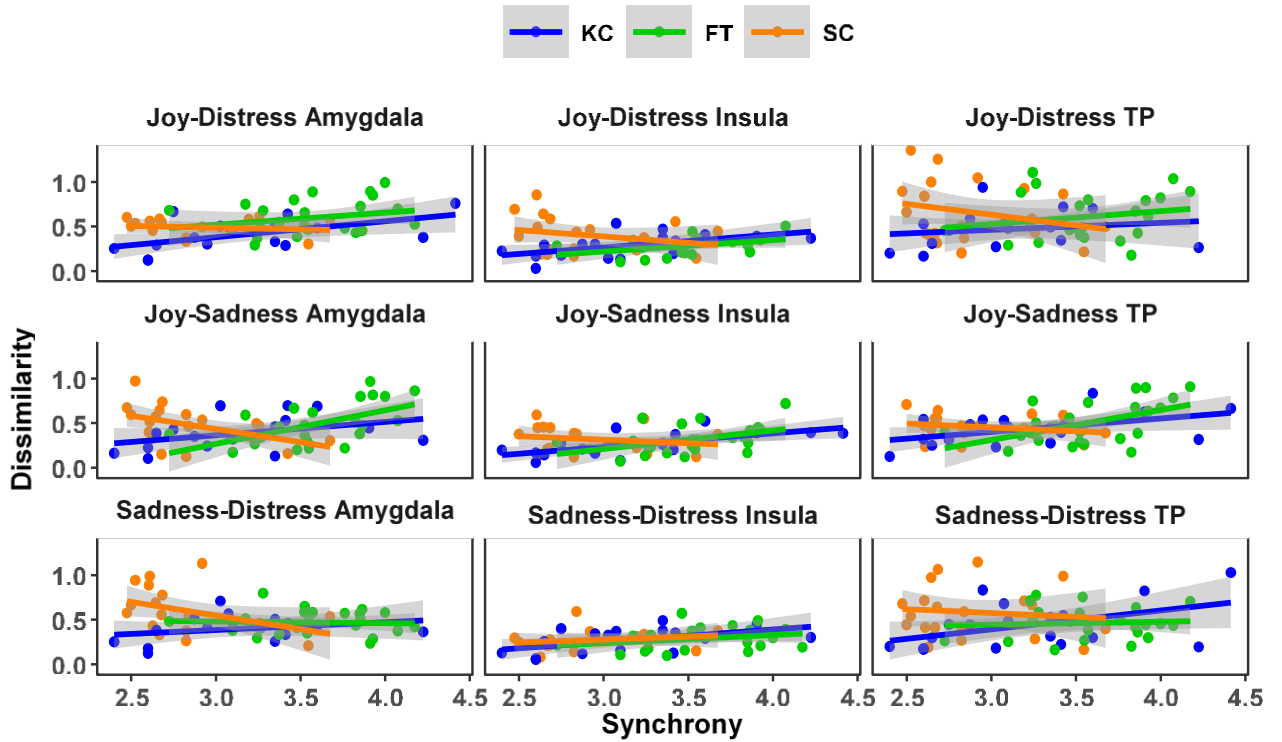 KC FT SC
Joy-Distress Amygdala Joy-Distress Insula Joy-Distress TP
1.0
0.5
0.0
Joy-Sadness Amygdala Joy-Sadness Insula Joy-Sadness TP
1.0
0.5
0.0
Dissimilarity
Sadness-Distress Amygdala Sadness-Distress Insula Sadness-Distress TP
1.0
0.5
0.0
2.5 3.0 3.5 4.0 4.5 2.5 3.0 3.5 4.0 4.5 2.5 3.0 3.5 4.0 4.5
Synchrony